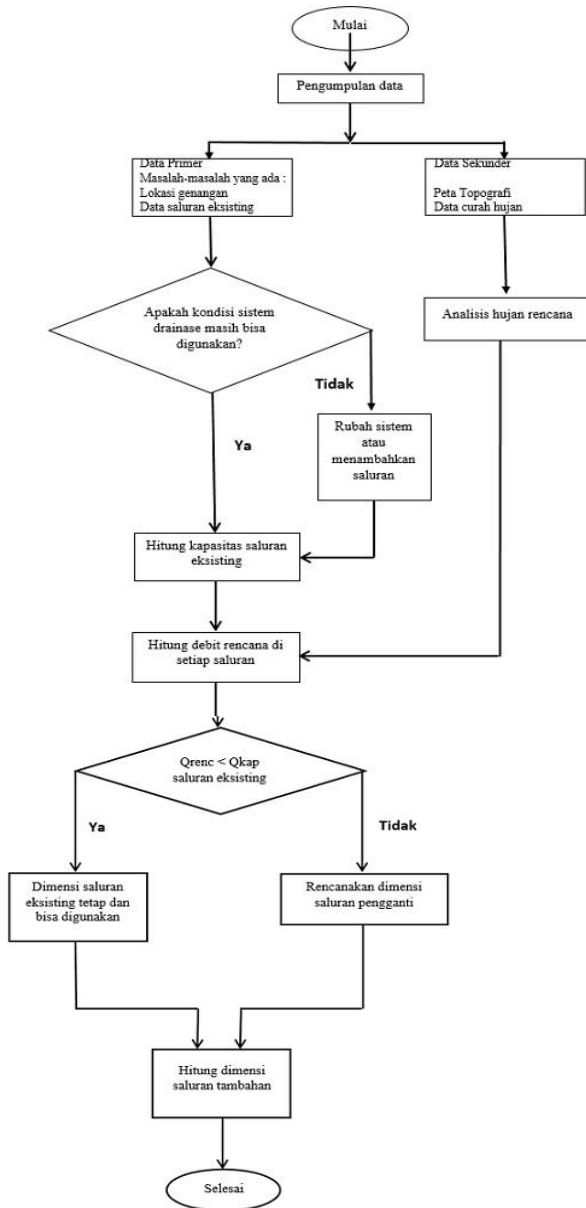 Mulai
Pengumpulan data
Data Primer
Masalah-masalah yang ada :
Lokasi genangan
Data saluran eksisting
Data Sekunder
Peta Topografi
Data curah hujan
Apakah kondisi sistem
drainase masih bisa
digunakan?
Analisis hujan rencana
Tidak
Ya
Rubah sistem
atau
menambahkan
saluran
Hitung kapasitas saluran
eksisting
Hitung debit rencana di
setiap saluran
Qrenc < Qkap
saluran eksisting
Ya
Tidak
Dimensi saluran
eksisting tetap dan
bisa digunakan
Rencanakan dimensi
saluran pengganti
Hitung dimensi
saluran tambahan
Selesai